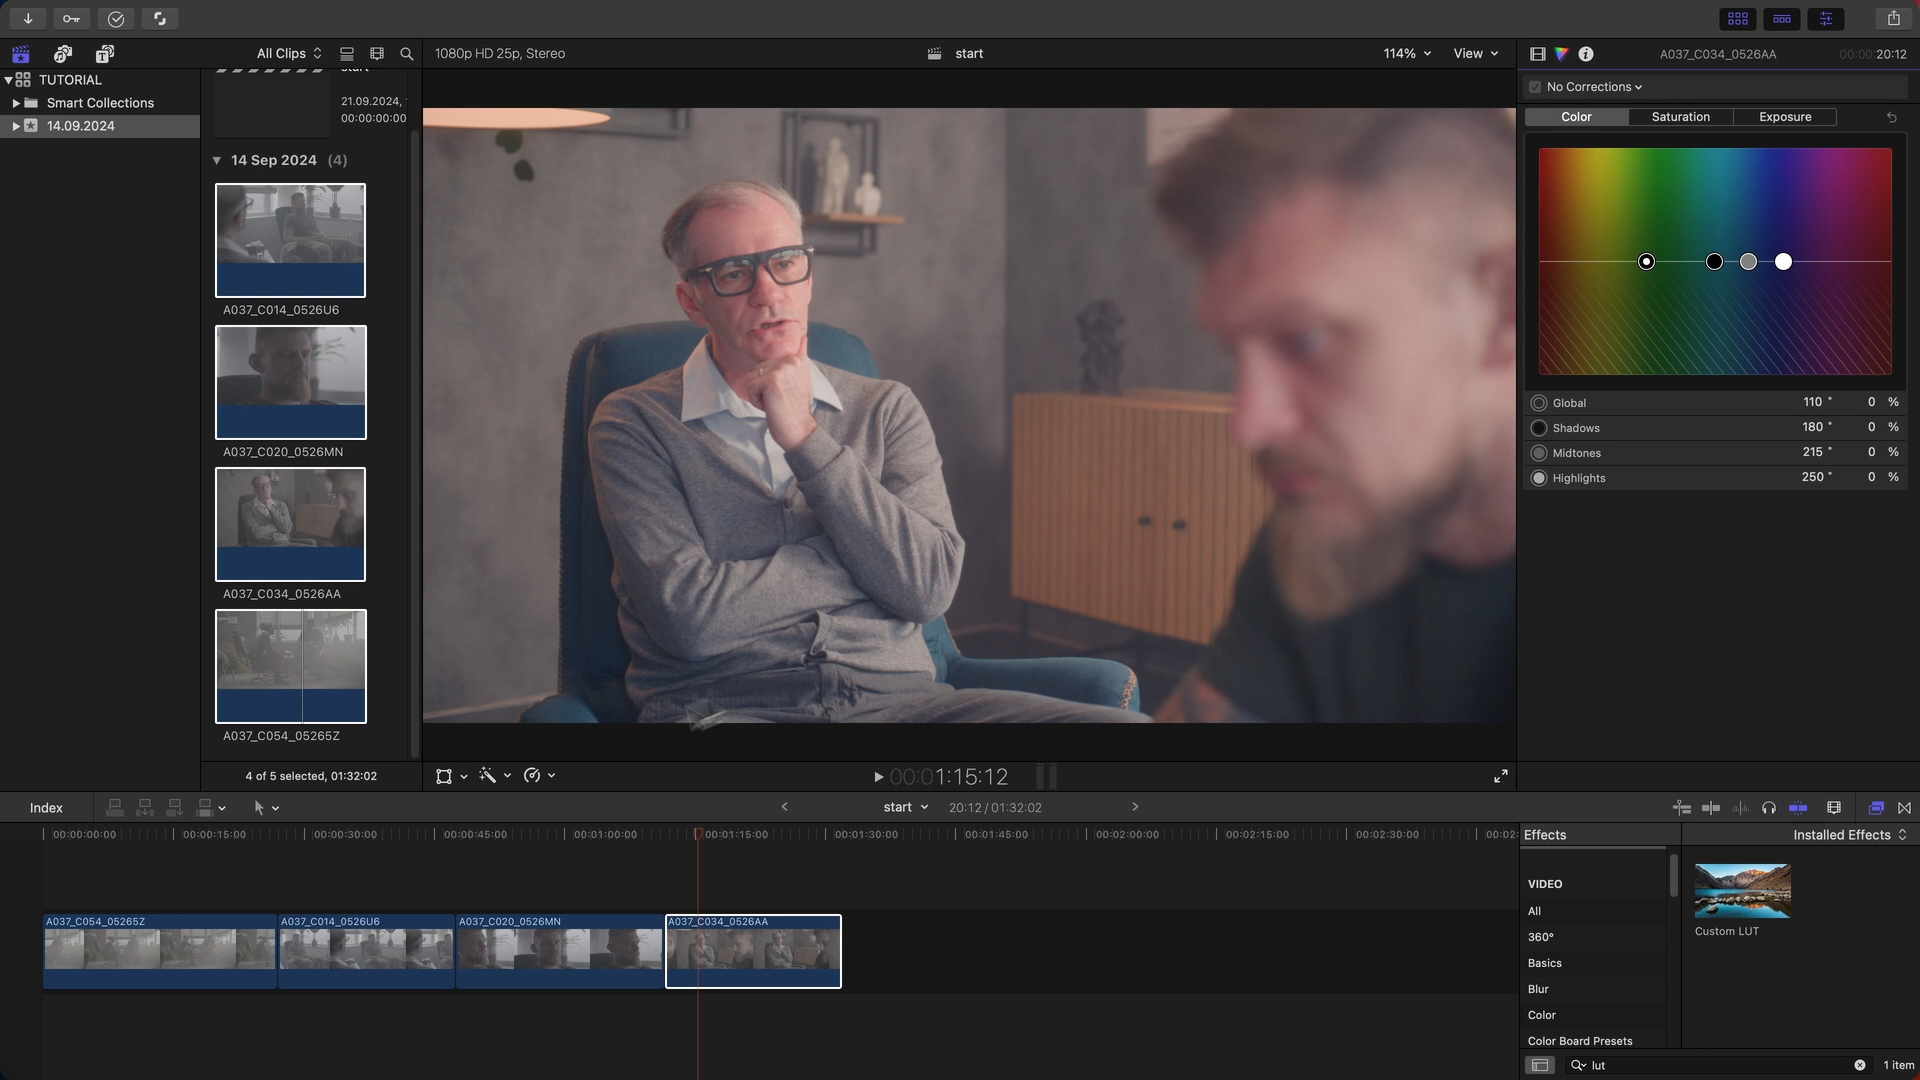 All Clips
1080p HD 25p, Stereo
start
114%
View
A037_C034_0526AA
00:00:20:12
TUTORIAL
Smart Collections
14.09.2024
21.09.2024,
00:00:00:00
14 Sep 2024 (4)
A037_C014_0526U6
A037_C020_0526MN
A037_C034_0526AA
A037_C054_05265Z
4 of 5 selected, 01:32:02
No Corrections
Color
Saturation
Exposure
Global 110 ° 0 %
Shadows 180 ° 0 %
Midtones 215 ° 0 %
Highlights 250 ° 0 %
00:01:15:12
Index
start
20:12 / 01:32:02
00:00:00:00
00:00:15:00
00:00:30:00
00:00:45:00
00:01:00:00
00:01:15:00
00:01:30:00
00:01:45:00
00:02:00:00
00:02:15:00
00:02:30:00
00:02:
A037_C054_05265Z
A037_C014_0526U6
A037_C020_0526MN
A037_C034_0526AA
Effects
Installed Effects
VIDEO
All
360°
Basics
Blur
Color
Color Board Presets
Custom LUT
lut
1 item